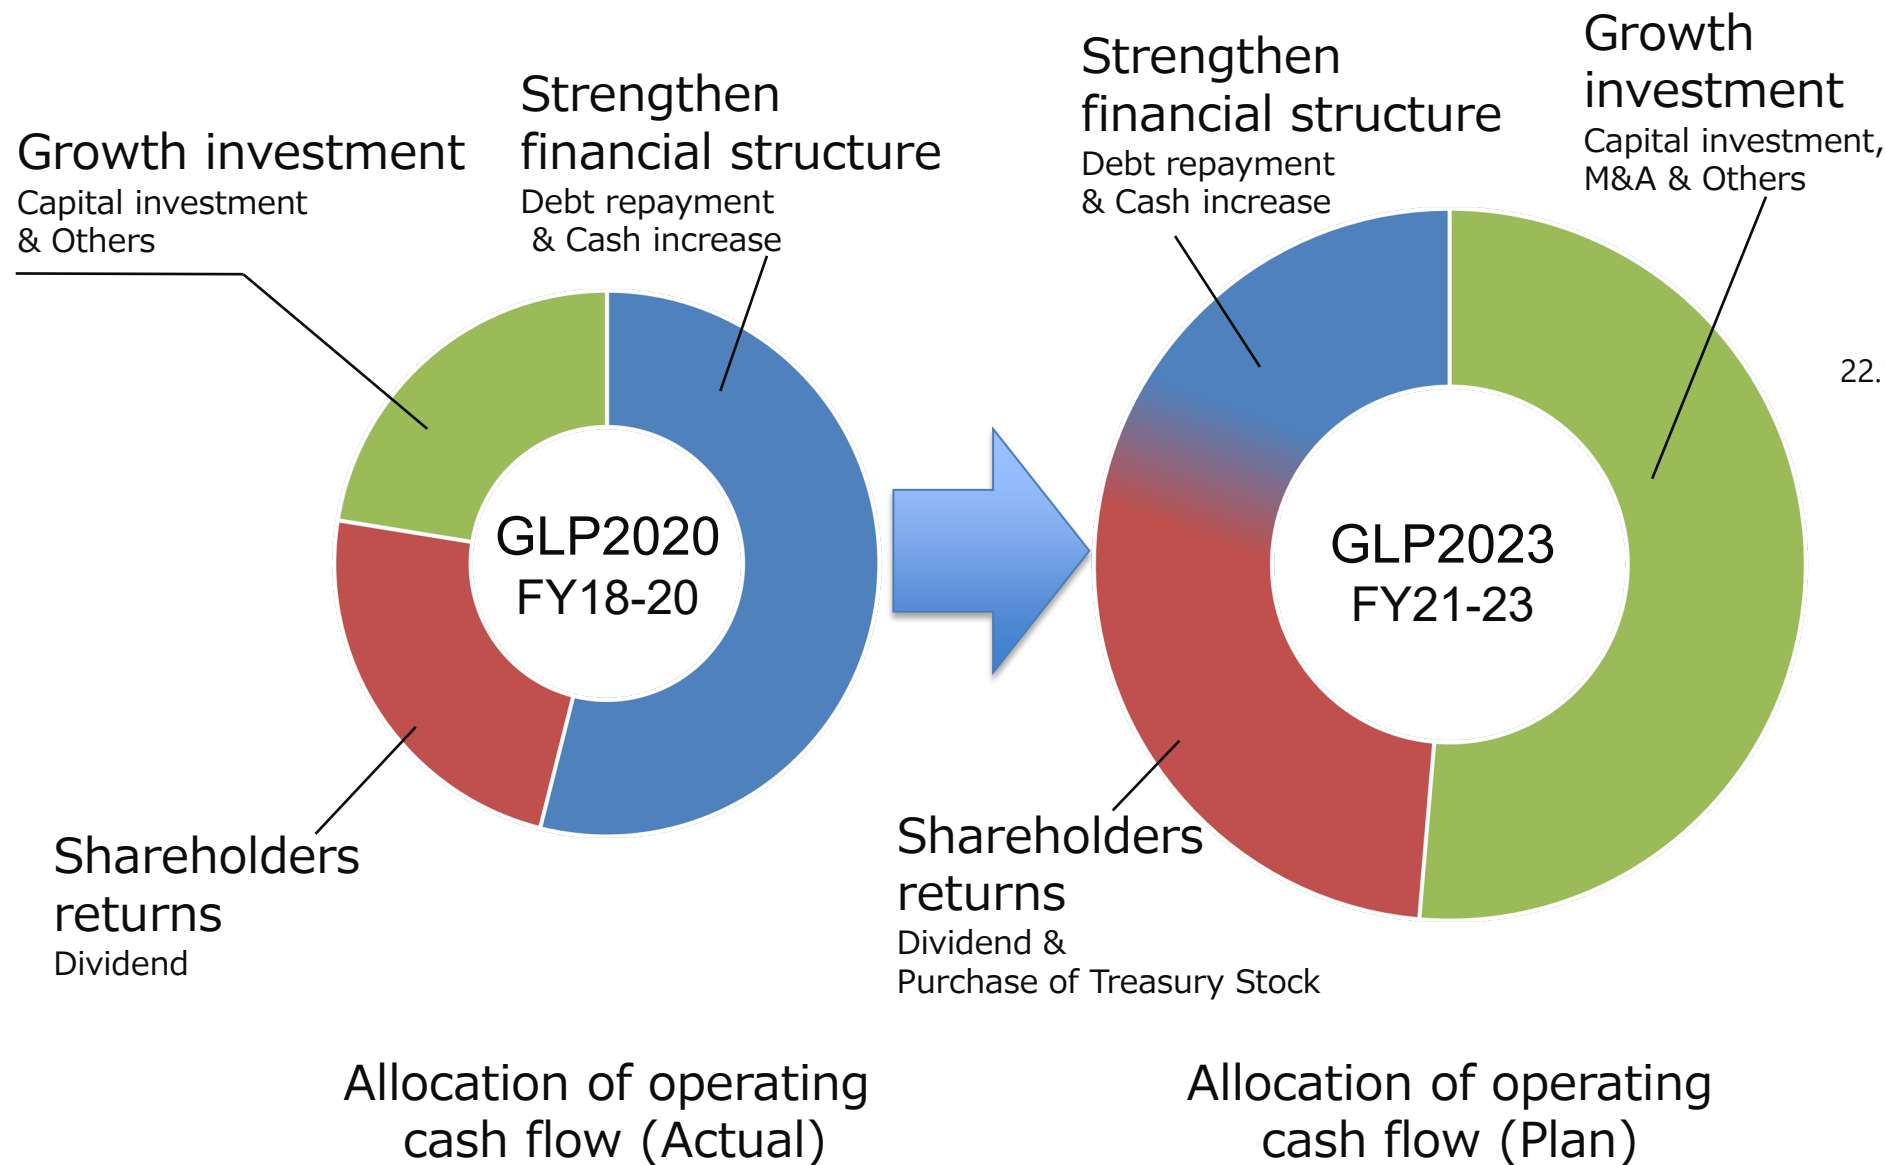 Growth investment
Capital investment
& Others
Strengthen
financial structure
Debt repayment
& Cash increase
GLP2020
FY18-20
Shareholders
returns
Dividend
Allocation of operating
cash flow (Actual)
Strengthen
financial structure
Debt repayment
& Cash increase
Growth
investment
Capital investment,
M&A & Others
22.
GLP2023
FY21-23
Shareholders
returns
Dividend &
Purchase of Treasury Stock
Allocation of operating
cash flow (Plan)